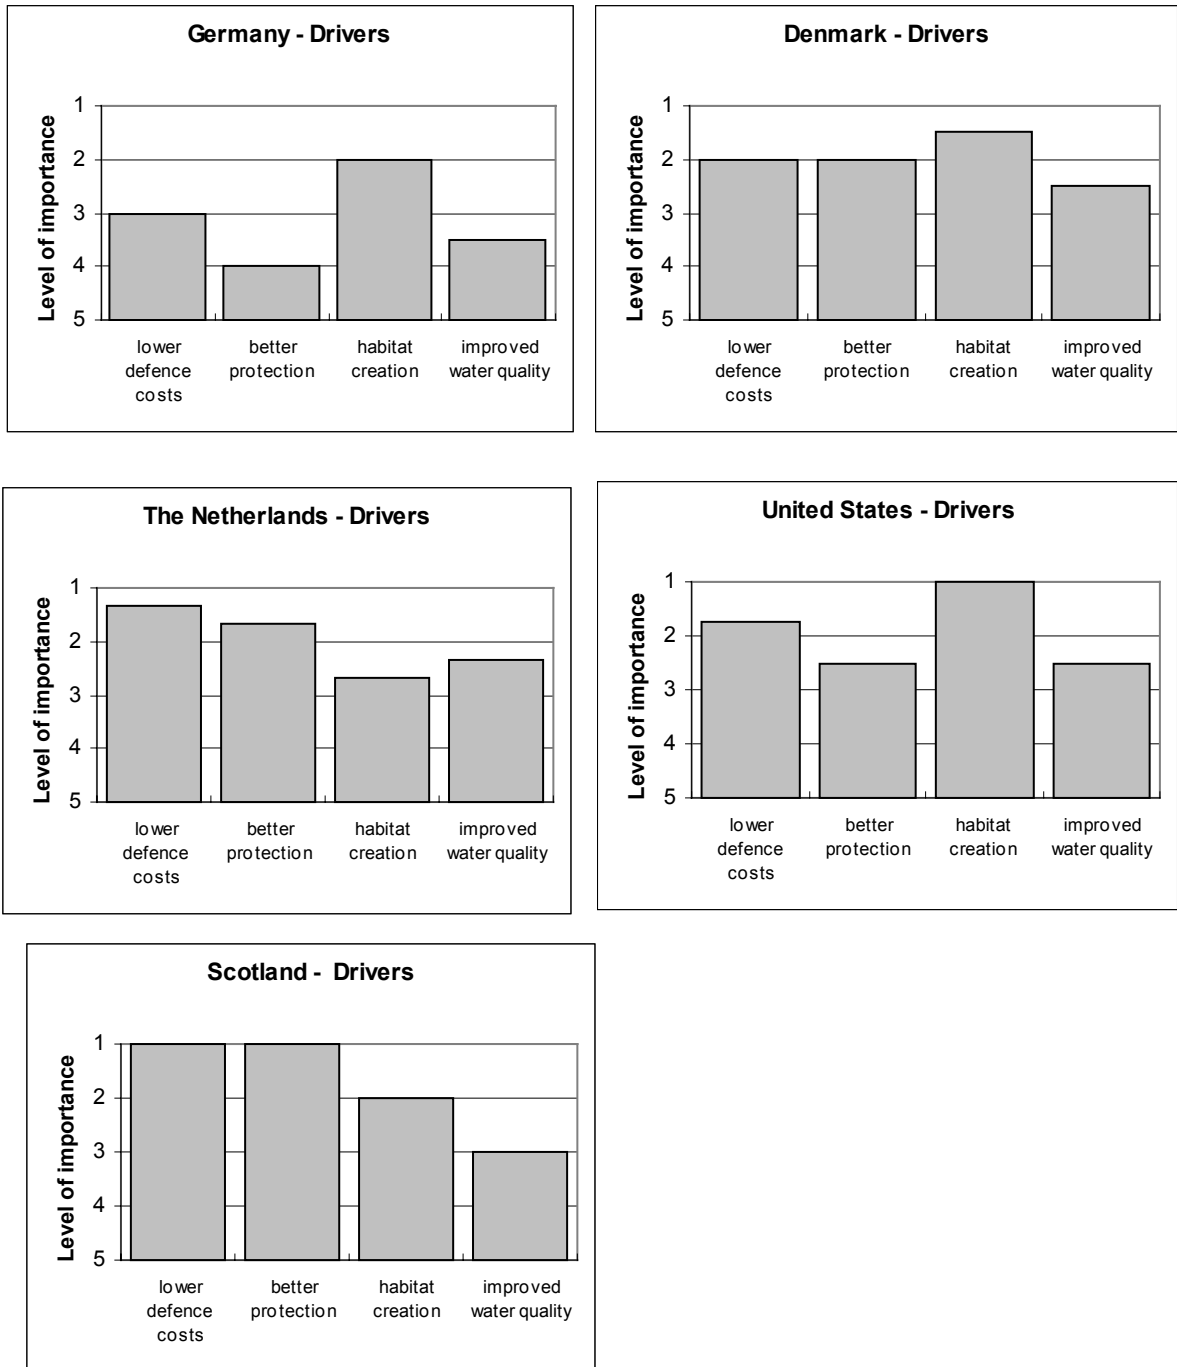 Germany - Drivers
Level of importance
1
2
3
4
5
lower
defence
costs
better
protection
habitat
creation
improved
water quality
Denmark - Drivers
Level of importance
1
2
3
4
5
lower
defence
costs
better
protection
habitat
creation
improved
water quality
The Netherlands - Drivers
Level of importance
1
2
3
4
5
lower
defence
costs
better
protection
habitat
creation
improved
water quality
United States - Drivers
Level of importance
1
2
3
4
5
lower
defence
costs
better
protection
habitat
creation
improved
water quality
Scotland - Drivers
Level of importance
1
2
3
4
5
lower
defence
costs
better
protection
habitat
creation
improved
water quality